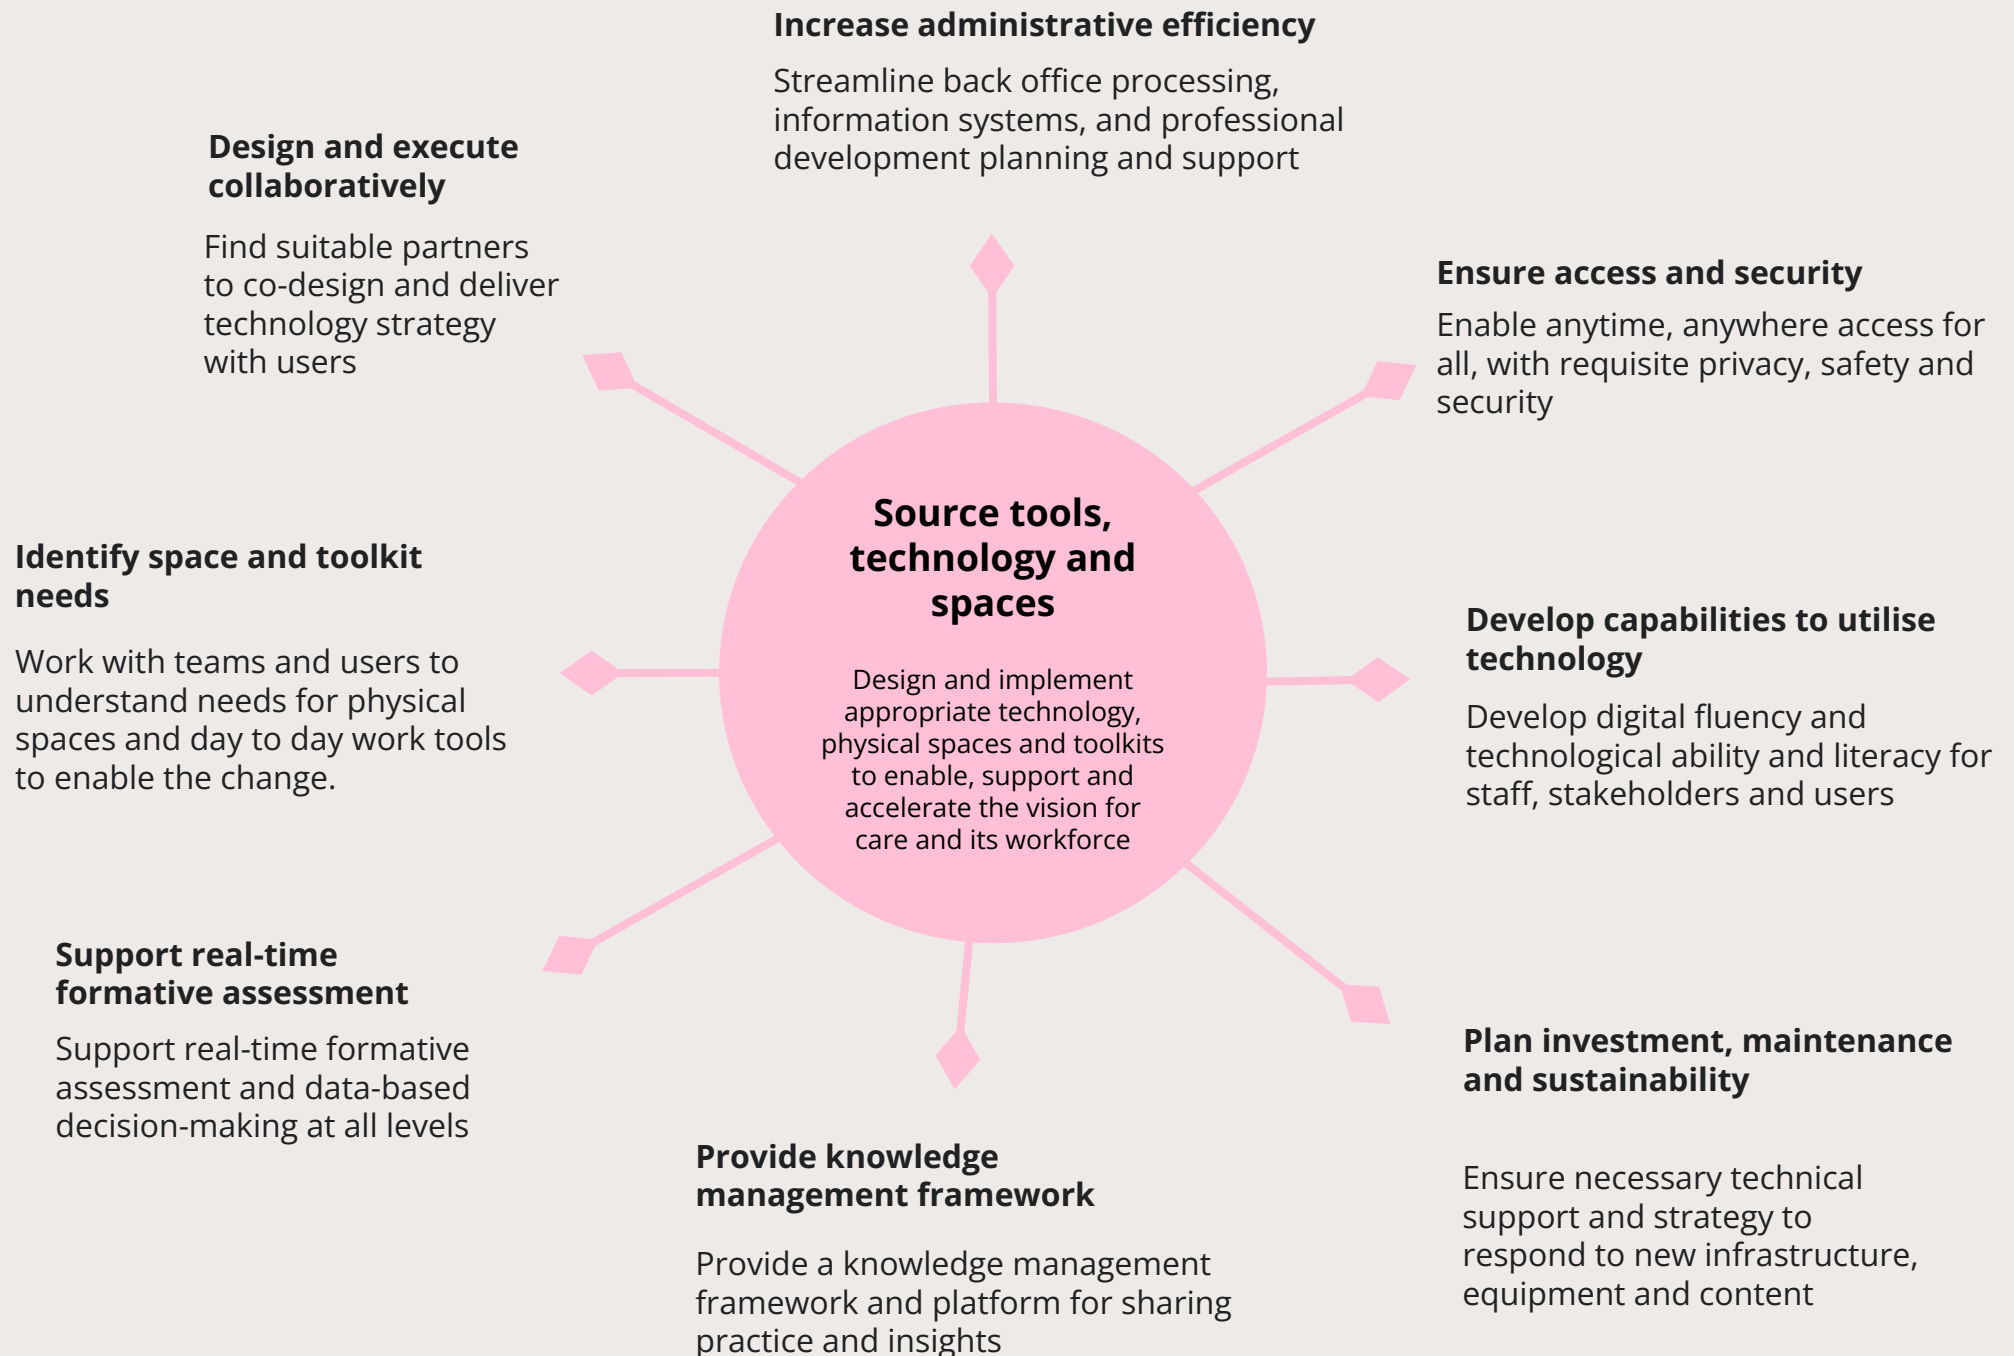 Increase administrative efficiency
Streamline back office processing,
information systems, and professional
development planning and support
Design and execute
collaboratively
Find suitable partners
to co-design and deliver
technology strategy
with users
Ensure access and security
Enable anytime, anywhere access for
all, with requisite privacy, safety and
security
Source tools,
technology and
spaces
Design and implement
appropriate technology,
physical spaces and toolkits
to enable, support and
accelerate the vision for
care and its workforce
Identify space and toolkit
needs
Work with teams and users to
understand needs for physical
spaces and day to day work tools
to enable the change.
Develop capabilities to utilise
technology
Develop digital fluency and
technological ability and literacy for
staff, stakeholders and users
Support real-time
formative assessment
Support real-time formative
assessment and data-based
decision-making at all levels
Plan investment, maintenance
and sustainability
Ensure necessary technical
support and strategy to
respond to new infrastructure,
equipment and content
Provide knowledge
management framework
Provide a knowledge management
framework and platform for sharing
practice and insights